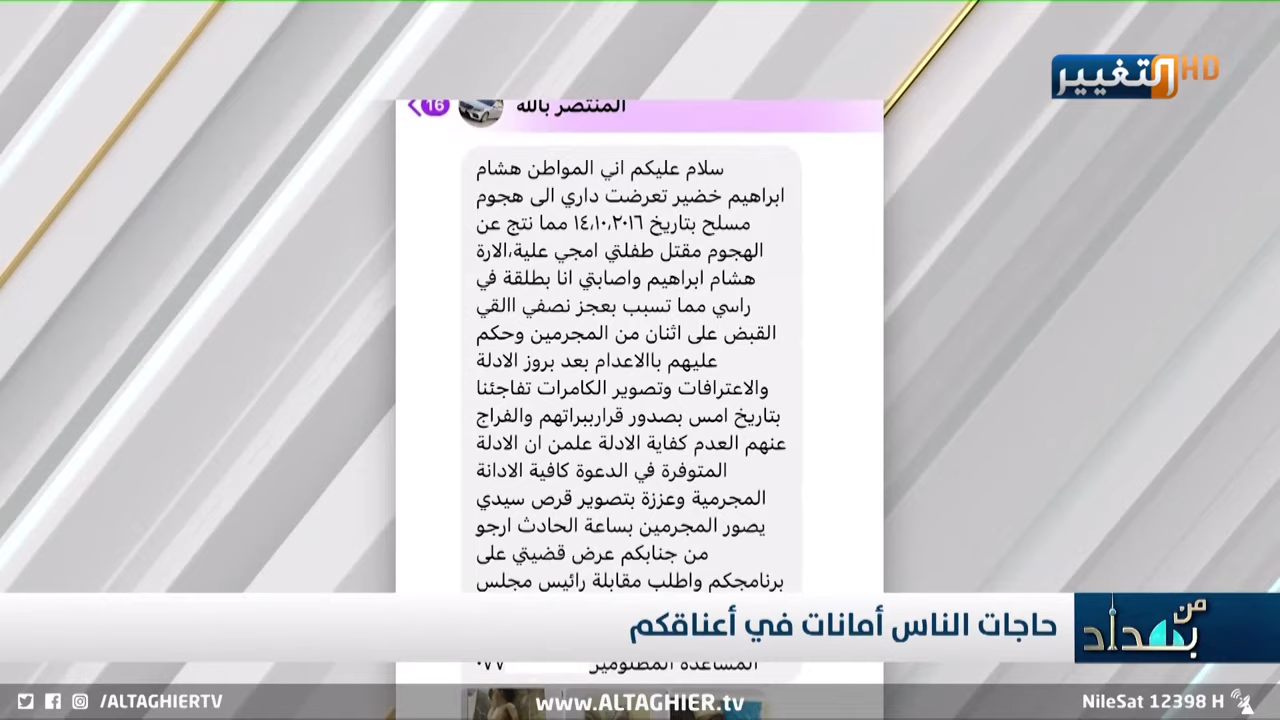 التغيير HD
16
المنتصر بالله
سلام عليكم اني المواطن هشام
ابراهيم خضير تعرضت داري الى هجوم
مسلح بتاريخ ١٤،١٠،٢٠١٦ مما نتج عن
الهجوم مقتل طفلتي امجي علية،الارة
هشام ابراهيم واصابتي انا بطلقة في
راسي مما تسبب بعجز نصفي االقي
القبض على اثنان من المجرمين وحكم
عليهم باالاعدام بعد بروز الادلة
والاعترافات وتصوير الكامرات تفاجئنا
بتاريخ امس بصدور قرارببراتهم والفراج
عنهم العدم كفاية الادلة علمن ان الادلة
المتوفرة في الدعوة كافية الادانة
المجرمية وعززة بتصوير قرص سيدي
يصور المجرمين بساعة الحادث ارجو
من جنابكم عرض قضيتي على
برنامجكم واطلب مقابلة رائيس مجلس
المساعدة المظلومير ٠٧٧
من بغداد
حاجات الناس أمانات في أعناقكم
/ALTAGHIERTV
www.ALTAGHIER.tv
NileSat 12398 H